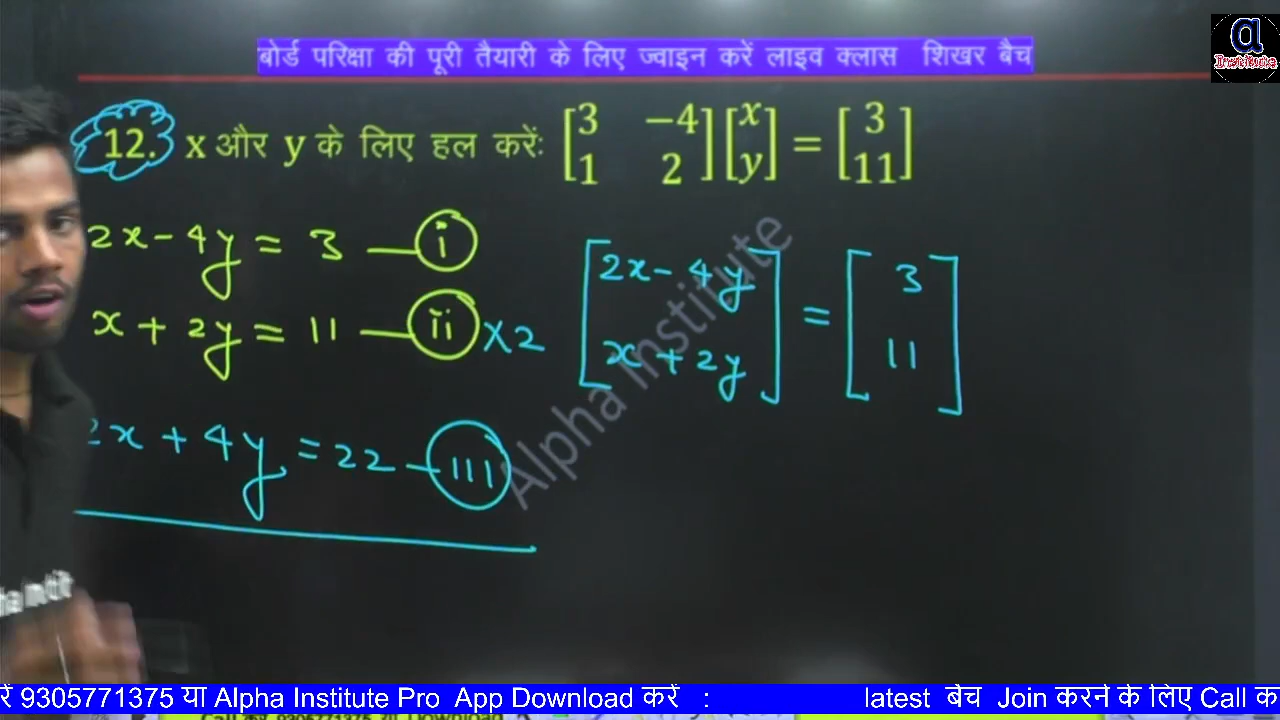 बोर्ड परिक्षा की पूरी तैयारी के लिए ज्वाइन करें लाइव क्लास शिखर बैच
α
Institute
12. x और y के लिए हल करें: [3 -4 1 2] [x y] = [3 11]
2x - 4y = 3 — (i)
x + 2y = 11 — (ii) × 2
[2x - 4y x + 2y] = [3 11]
2x + 4y = 22 — (III)
Alpha Institute
रें 9305771375 या Alpha Institute Pro App Download करें : latest बैच Join करने के लिए Call क